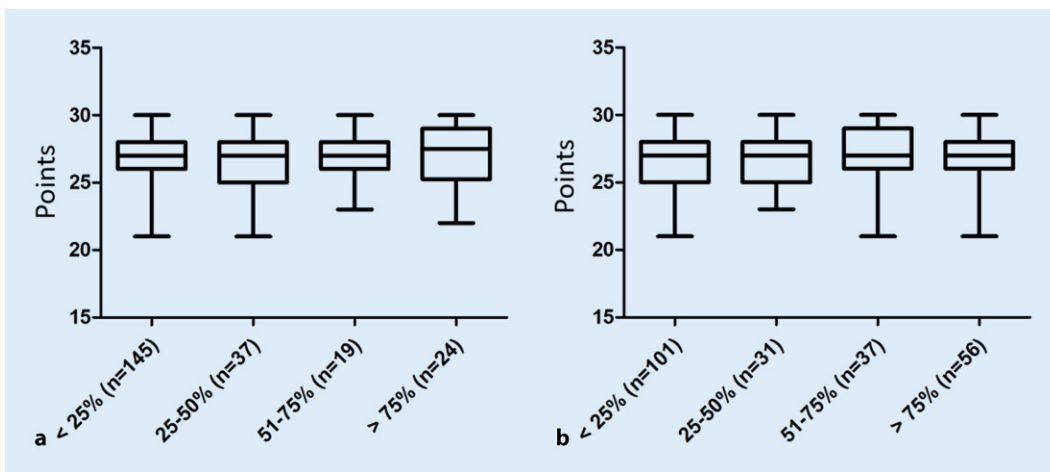 35
30
25
20
15
Points
< 25% (n=145)
25-50% (n=37)
51-75% (n=19)
> 75% (n=24)
a
35
30
25
20
15
Points
< 25% (n=101)
25-50% (n=31)
51-75% (n=37)
> 75% (n=56)
b